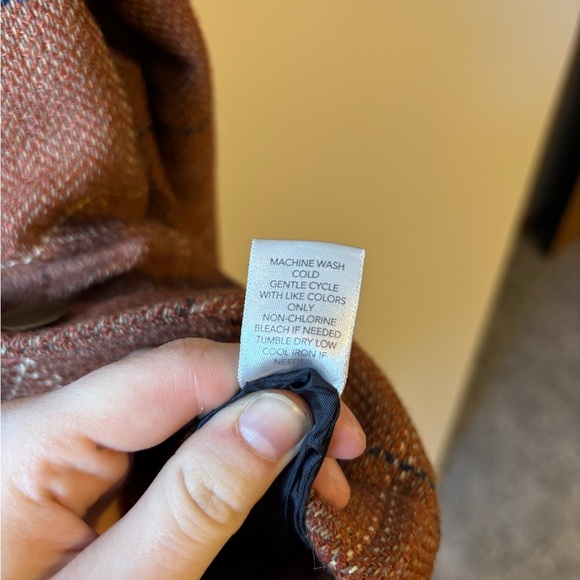 MACHINE WASH
COLD
GENTLE CYCLE
WITH LIKE COLORS
ONLY
NON-CHLORINE
BLEACH IF NEEDED
TUMBLE DRY LOW
COOL IRON IF